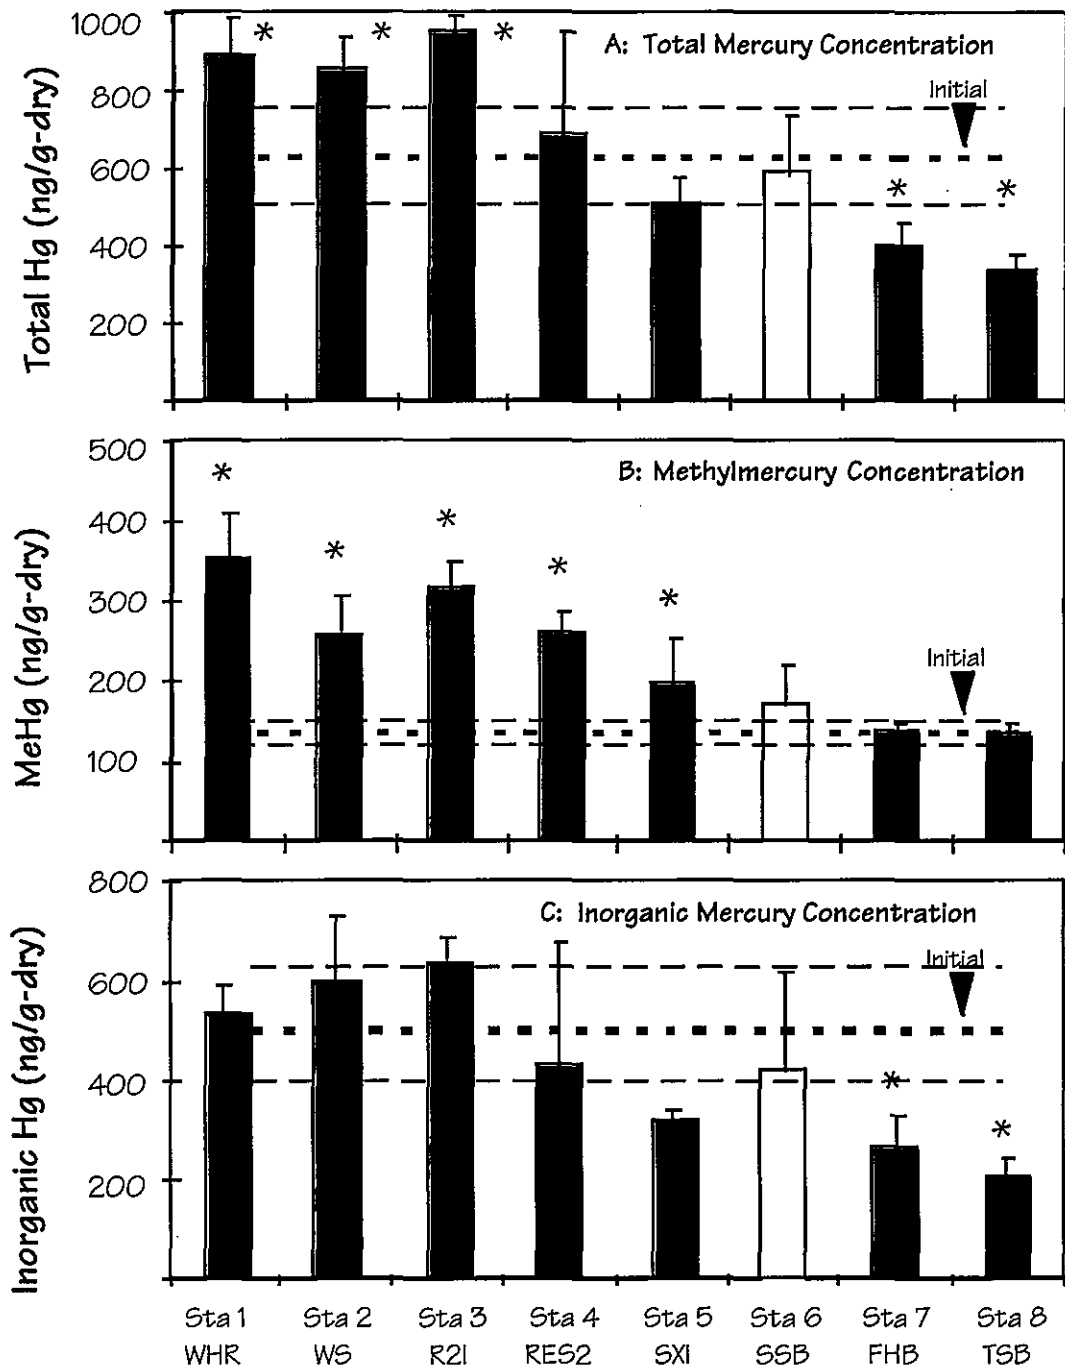 Total Hg (ng/g-dry)
1000
800
600
400
200
A: Total Mercury Concentration
Initial
* * * * *
MeHg (ng/g-dry)
500
400
300
200
100
B: Methylmercury Concentration
Initial
* * * * *
Inorganic Hg (ng/g-dry)
800
600
400
200
C: Inorganic Mercury Concentration
Initial
* *
Sta 1 Sta 2 Sta 3 Sta 4 Sta 5 Sta 6 Sta 7 Sta 8
WHR WS R2I RES2 SXI SSB FHB TSB